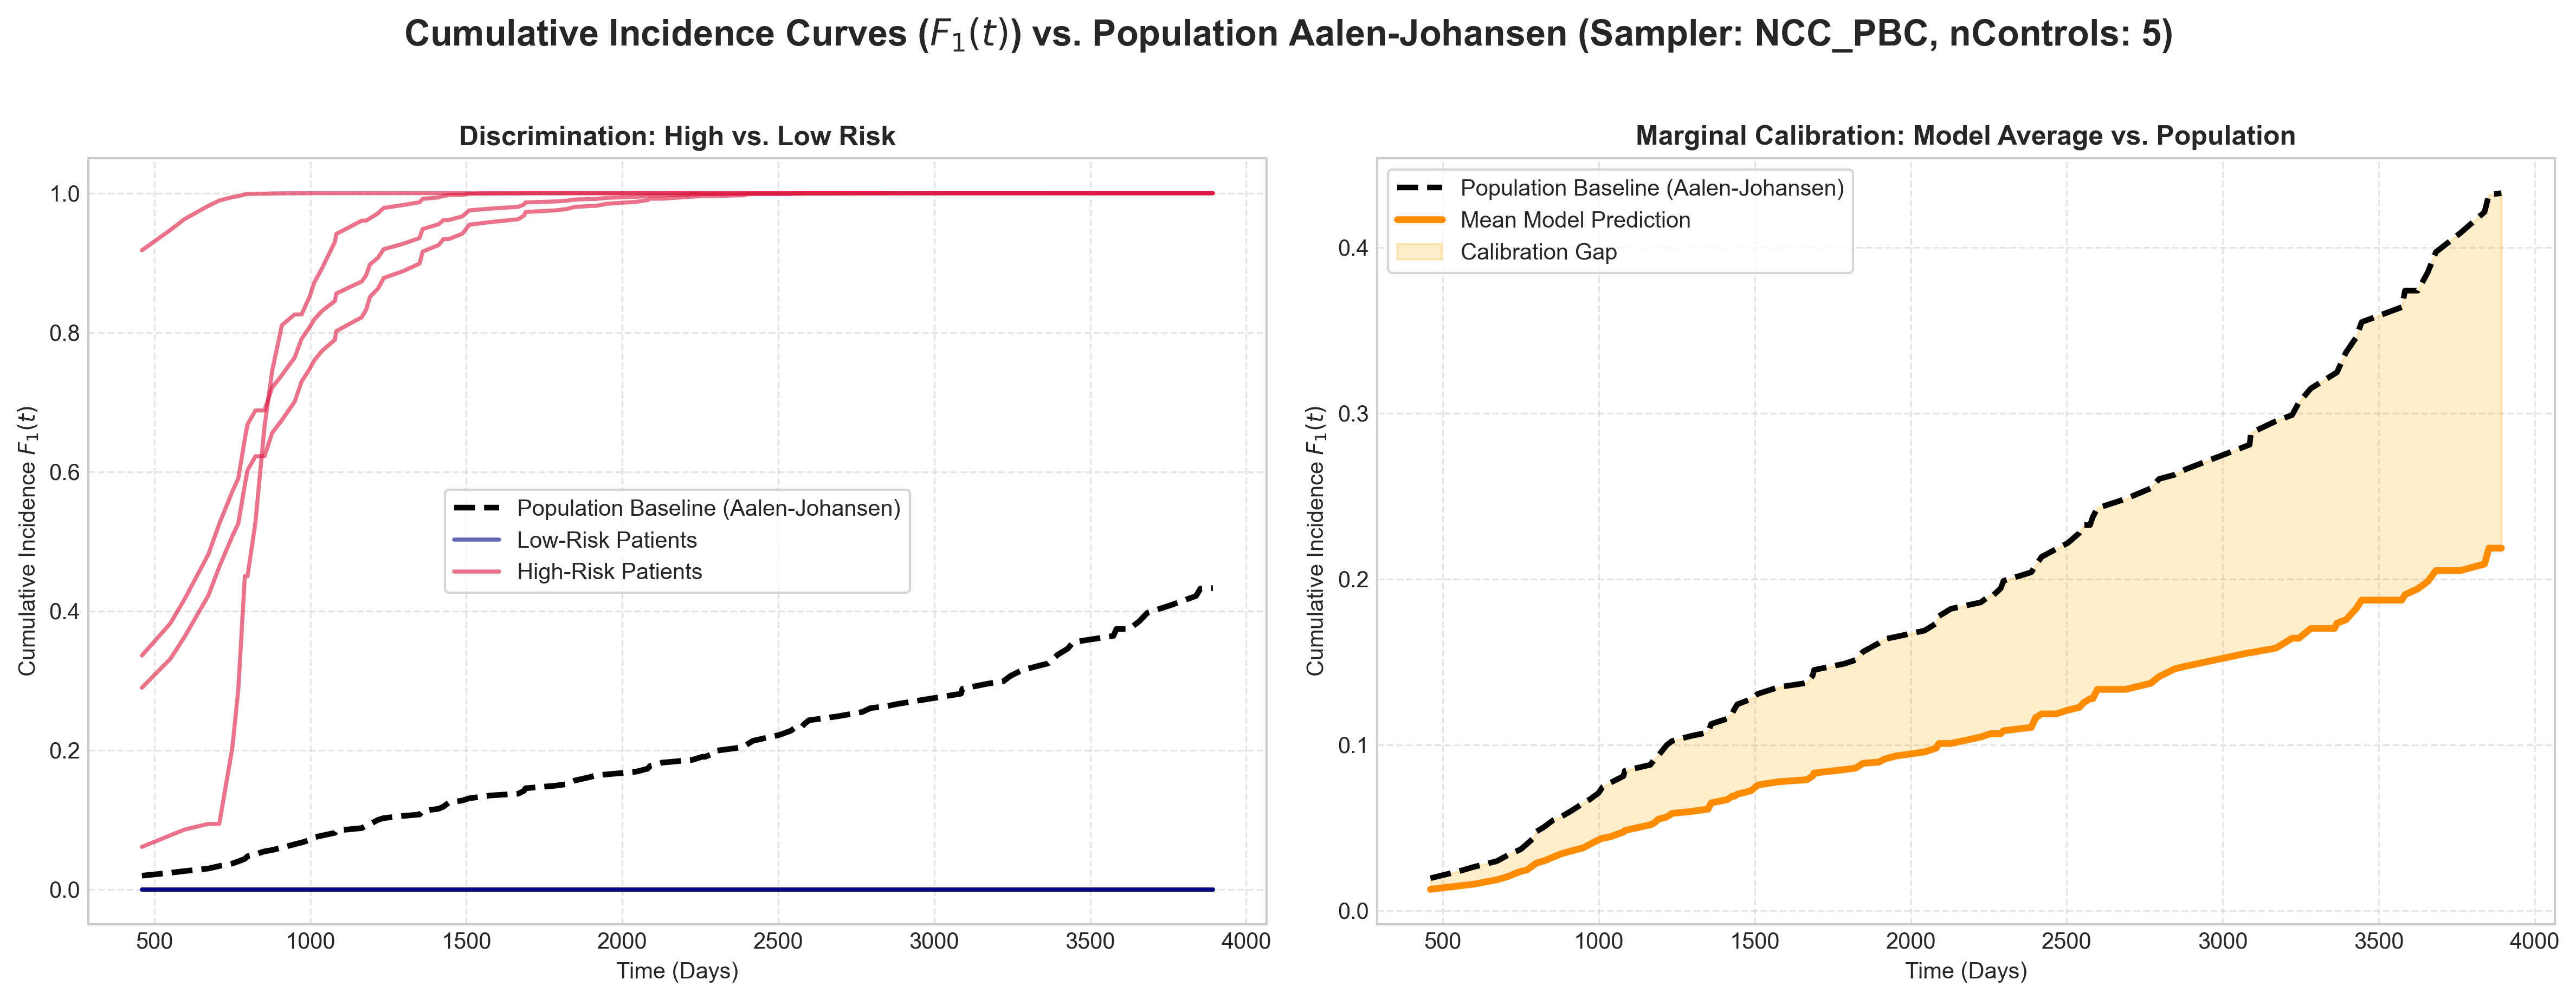 Cumulative Incidence Curves (F₁(t)) vs. Population Aalen-Johansen (Sampler: NCC_PBC, nControls: 5)
Discrimination: High vs. Low Risk
Cumulative Incidence F₁(t)
1.0
0.8
0.6
0.4
0.2
0.0
Population Baseline (Aalen-Johansen)
Low-Risk Patients
High-Risk Patients
500 1000 1500 2000 2500 3000 3500 4000
Time (Days)
Marginal Calibration: Model Average vs. Population
Population Baseline (Aalen-Johansen)
Mean Model Prediction
Calibration Gap
Cumulative Incidence F₁(t)
0.4
0.3
0.2
0.1
0.0
500 1000 1500 2000 2500 3000 3500 4000
Time (Days)